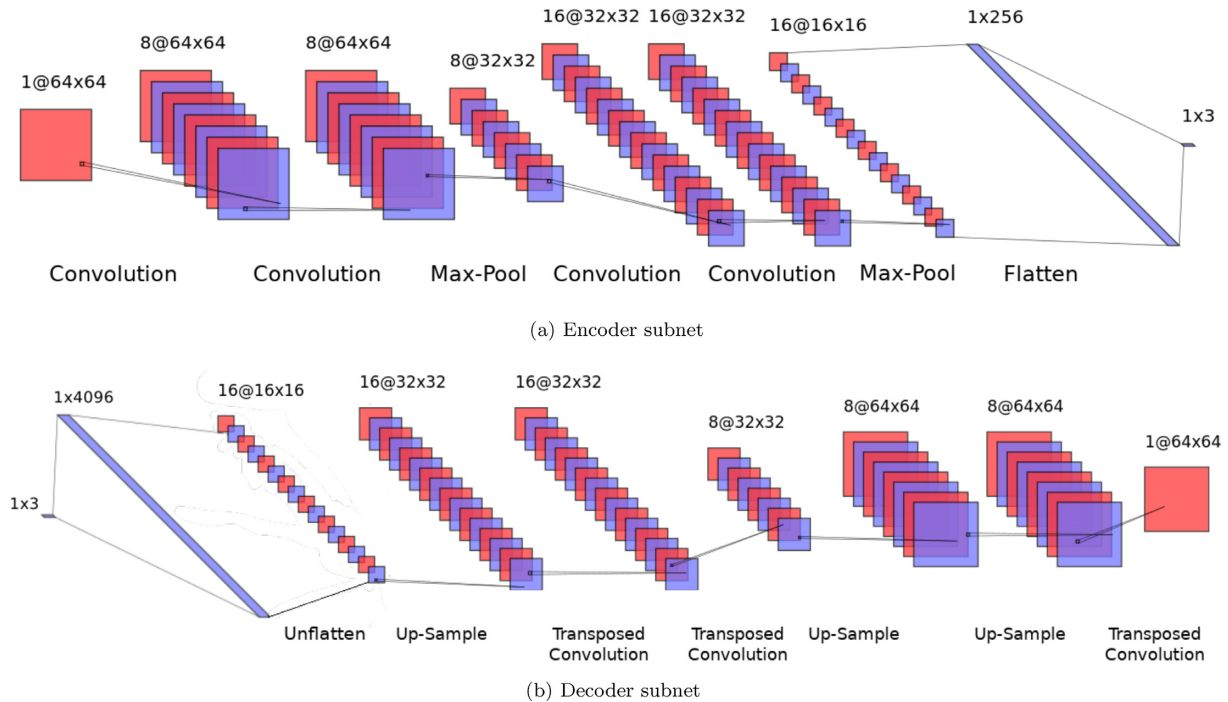 1@64x64
8@64x64
8@64x64
8@32x32
16@32x32
16@32x32
16@16x16
1x256
1x3
Convolution
Convolution
Max-Pool
Convolution
Convolution
Max-Pool
Flatten
(a) Encoder subnet
1x3
1x4096
16@16x16
16@32x32
16@32x32
8@32x32
8@64x64
8@64x64
1@64x64
Unflatten
Up-Sample
Transposed
Convolution
Transposed
Convolution
Up-Sample
Up-Sample
Transposed
Convolution
(b) Decoder subnet